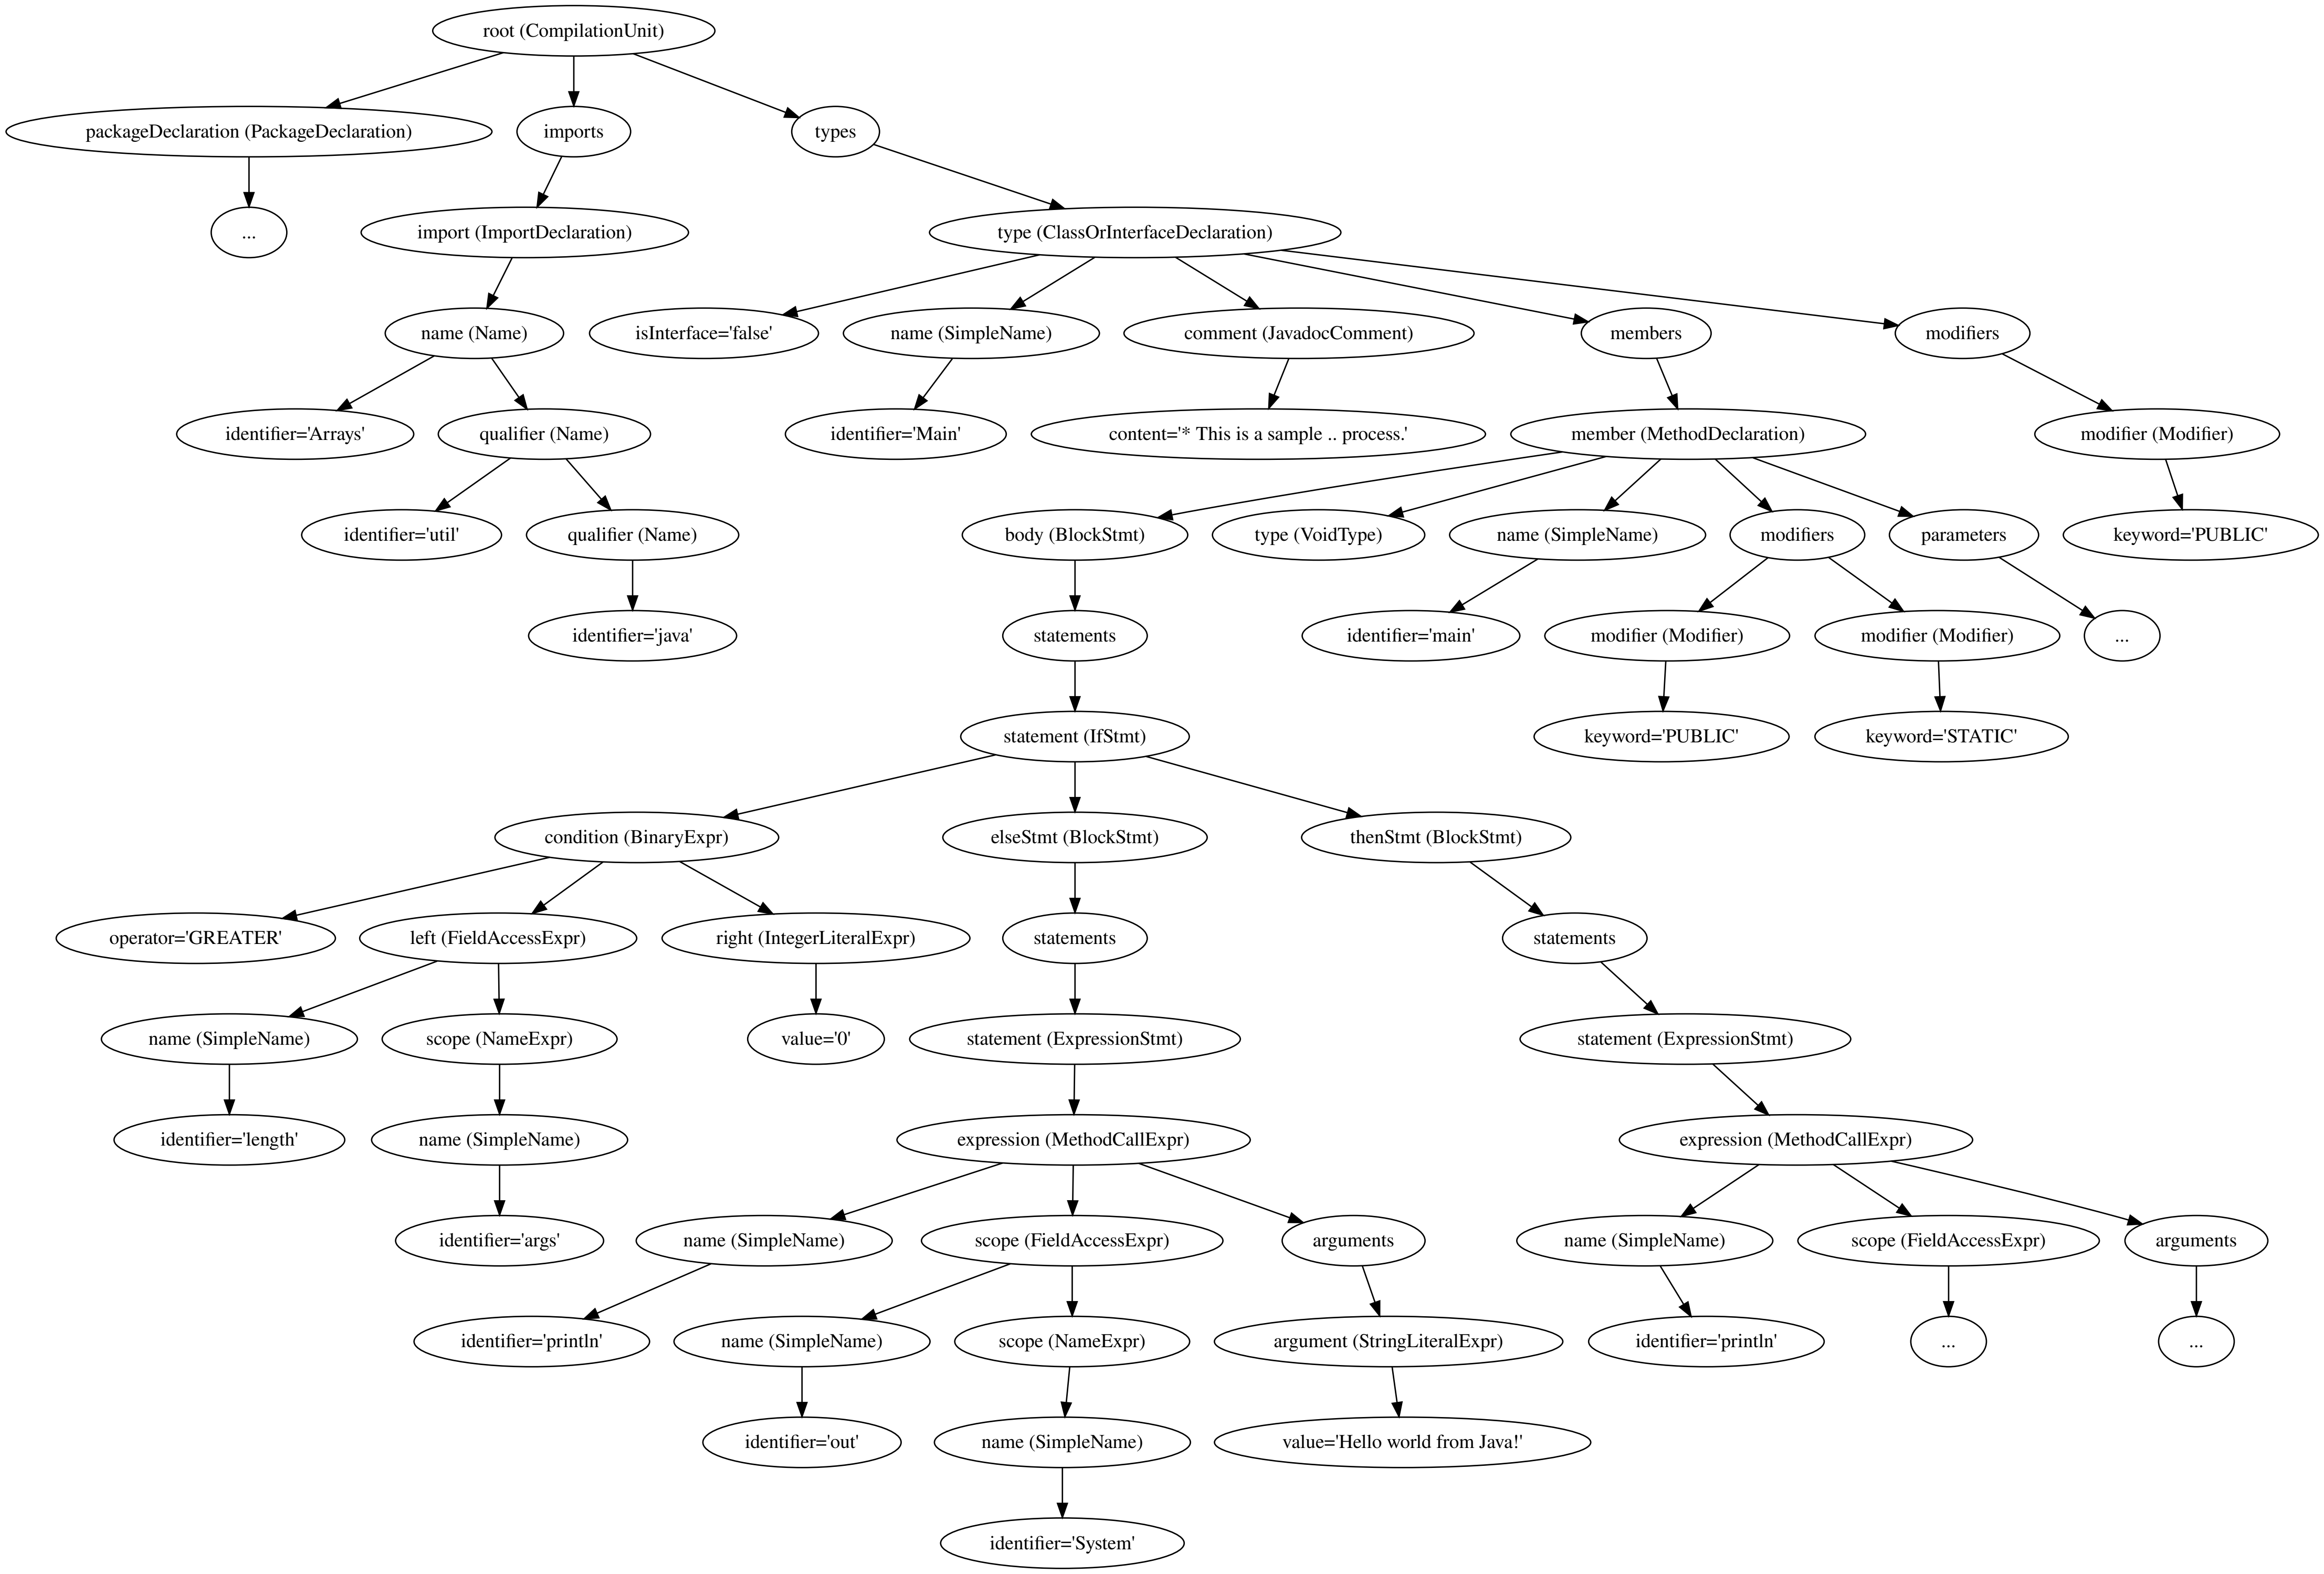 root (CompilationUnit)
packageDeclaration (PackageDeclaration)
imports
types
...
import (ImportDeclaration)
type (ClassOrInterfaceDeclaration)
name (Name)
isInterface='false'
name (SimpleName)
comment (JavadocComment)
members
modifiers
identifier='Arrays'
qualifier (Name)
identifier='Main'
content='* This is a sample .. process.'
member (MethodDeclaration)
modifier (Modifier)
identifier='util'
qualifier (Name)
body (BlockStmt)
type (VoidType)
name (SimpleName)
modifiers
parameters
keyword='PUBLIC'
identifier='java'
statements
identifier='main'
modifier (Modifier)
modifier (Modifier)
...
statement (IfStmt)
keyword='PUBLIC'
keyword='STATIC'
condition (BinaryExpr)
elseStmt (BlockStmt)
thenStmt (BlockStmt)
operator='GREATER'
left (FieldAccessExpr)
right (IntegerLiteralExpr)
statements
statements
name (SimpleName)
scope (NameExpr)
value='0'
statement (ExpressionStmt)
statement (ExpressionStmt)
identifier='length'
name (SimpleName)
expression (MethodCallExpr)
expression (MethodCallExpr)
identifier='args'
name (SimpleName)
scope (FieldAccessExpr)
arguments
name (SimpleName)
scope (FieldAccessExpr)
arguments
identifier='println'
name (SimpleName)
scope (NameExpr)
argument (StringLiteralExpr)
identifier='println'
...
...
identifier='out'
name (SimpleName)
value='Hello world from Java!'
identifier='System'